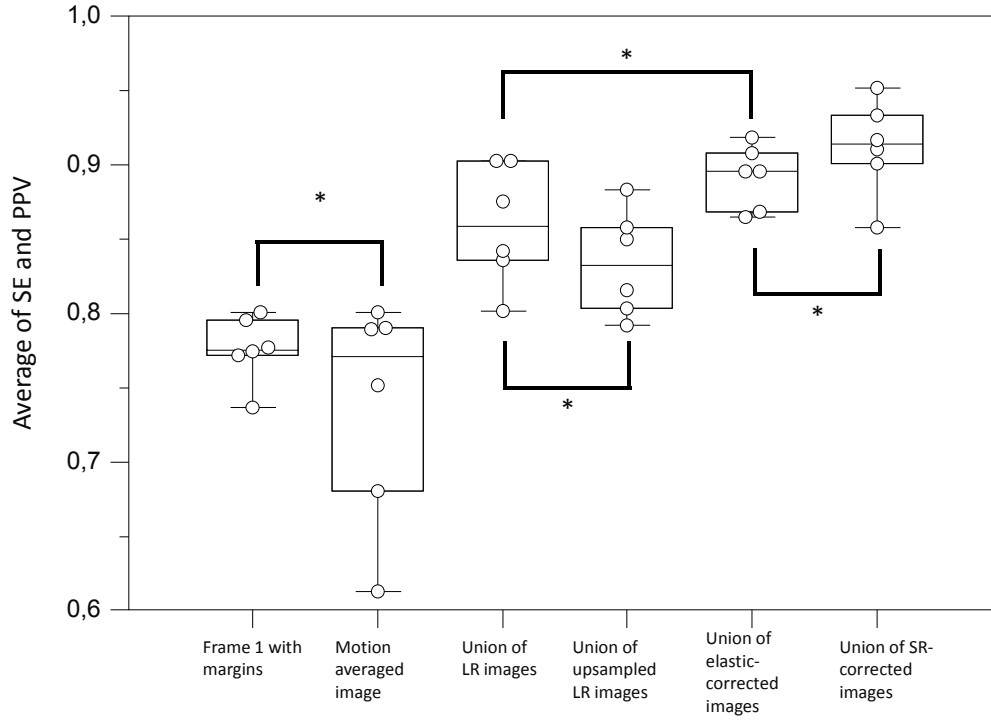 1,0
0,9
0,8
0,7
0,6
Average of SE and PPV
*
*
*
*
Frame 1 with
margins
Motion
averaged
image
Union of
LR images
Union of
upsampled
LR images
Union of
elastic-
corrected
images
Union of SR-
corrected
images